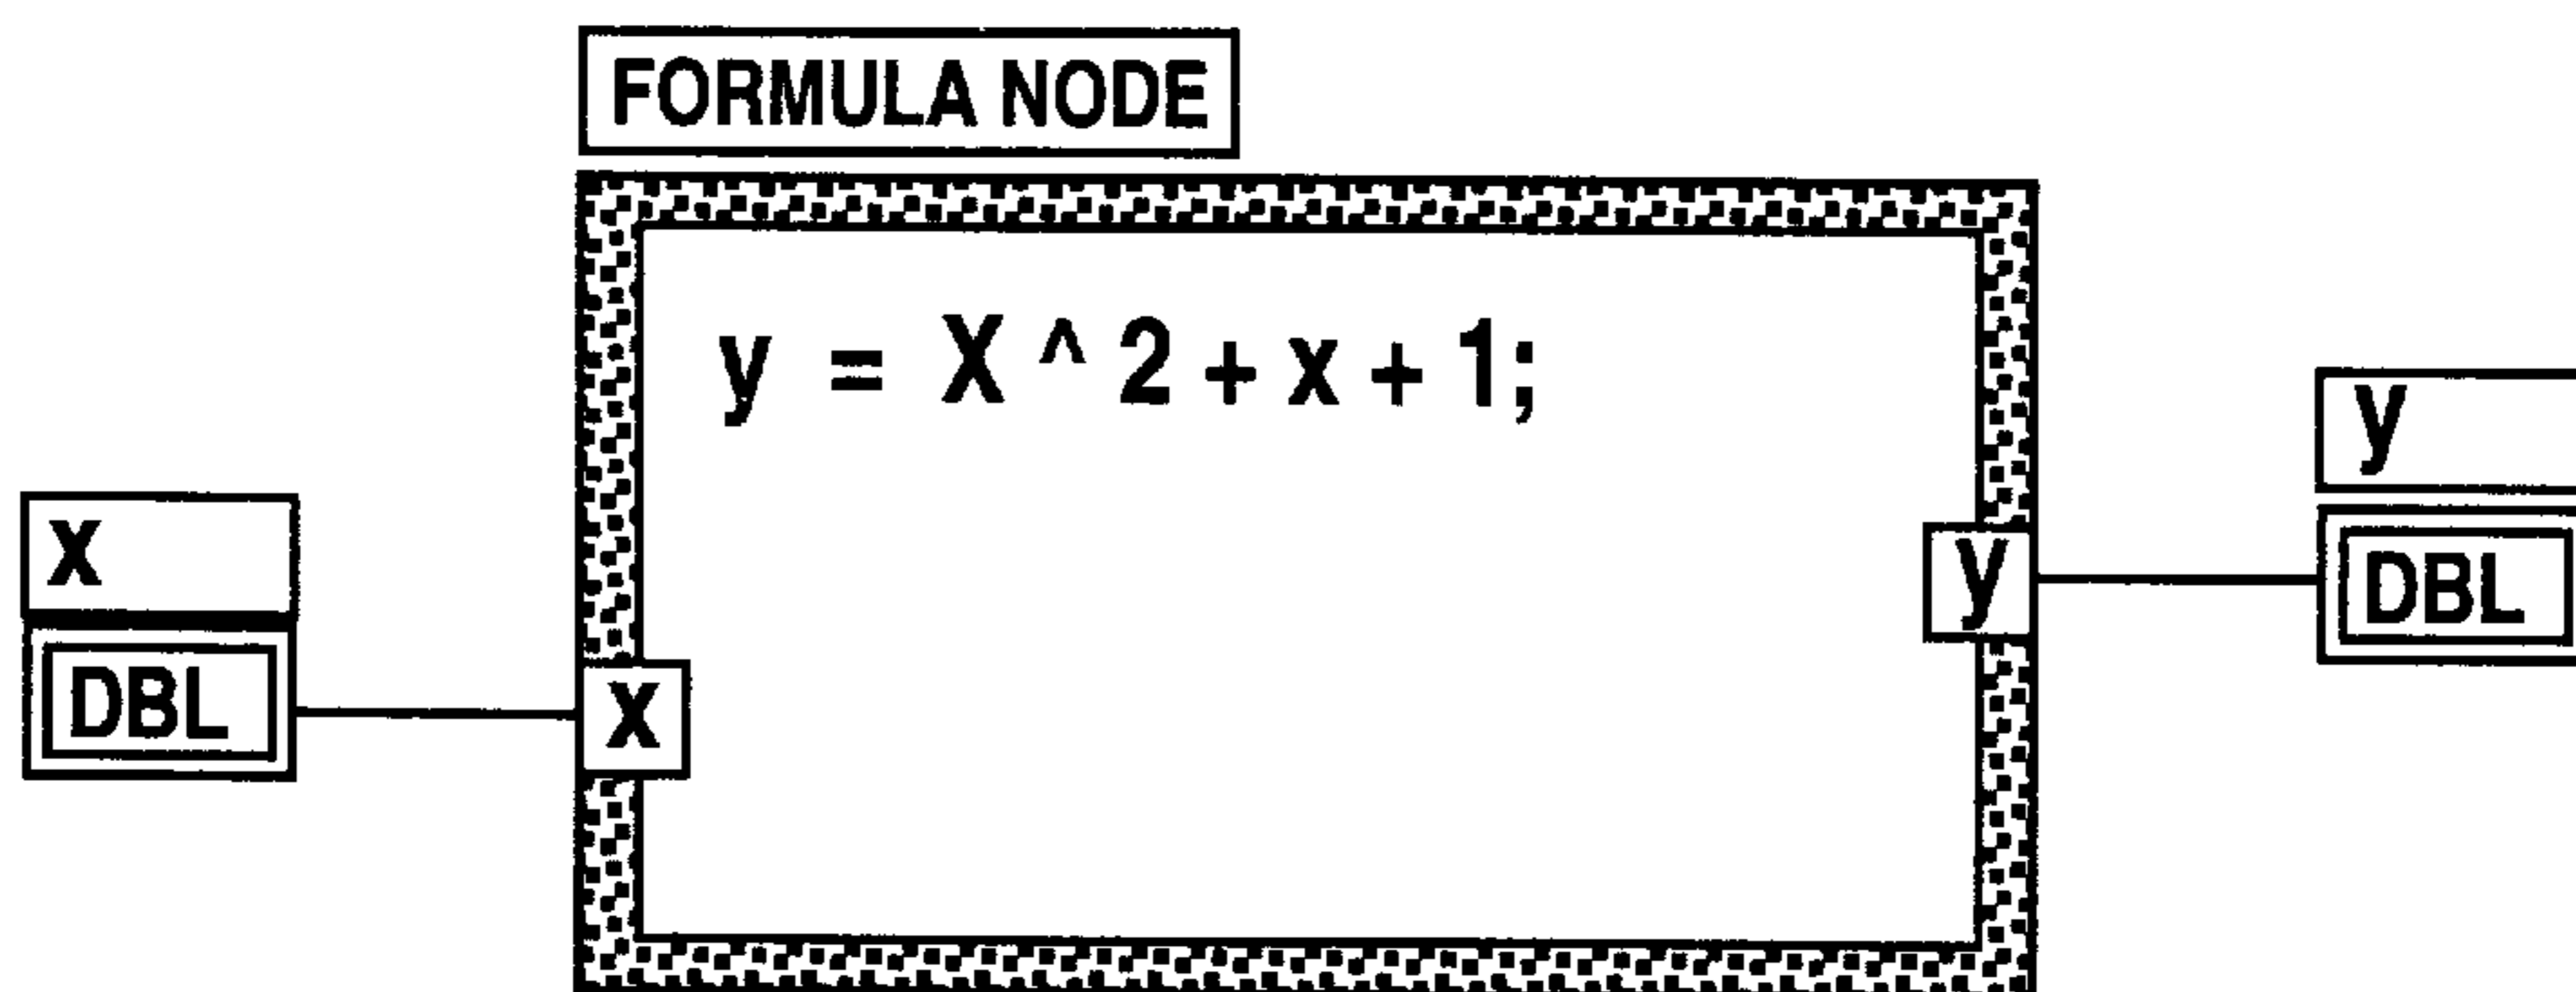 FORMULA NODE
y = X ^ 2 + x + 1;
y
x
y
DBL
DBL
x